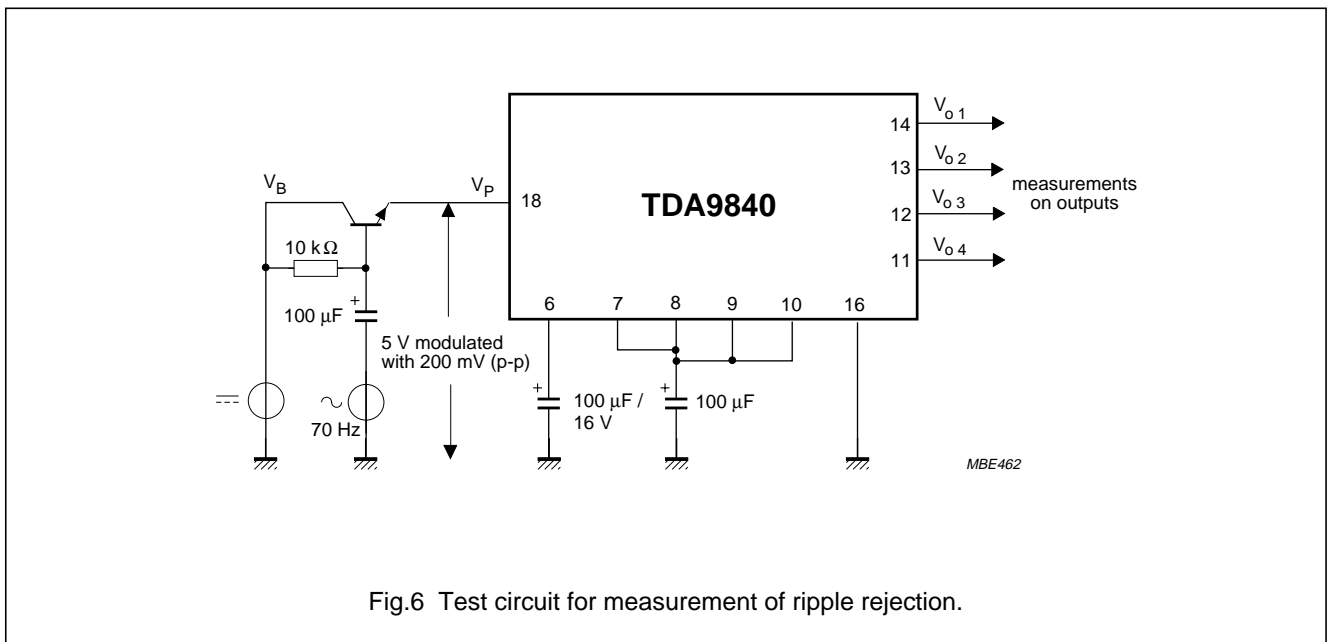 V_B
V_P
10 kΩ
100 μF
+
5 V modulated
with 200 mV (p-p)
70 Hz
18
TDA9840
14
V_o 1
13
V_o 2
12
V_o 3
11
V_o 4
measurements
on outputs
6
7
8
9
10
16
+
100 μF /
16 V
+
100 μF
MBE462
Fig.6 Test circuit for measurement of ripple rejection.